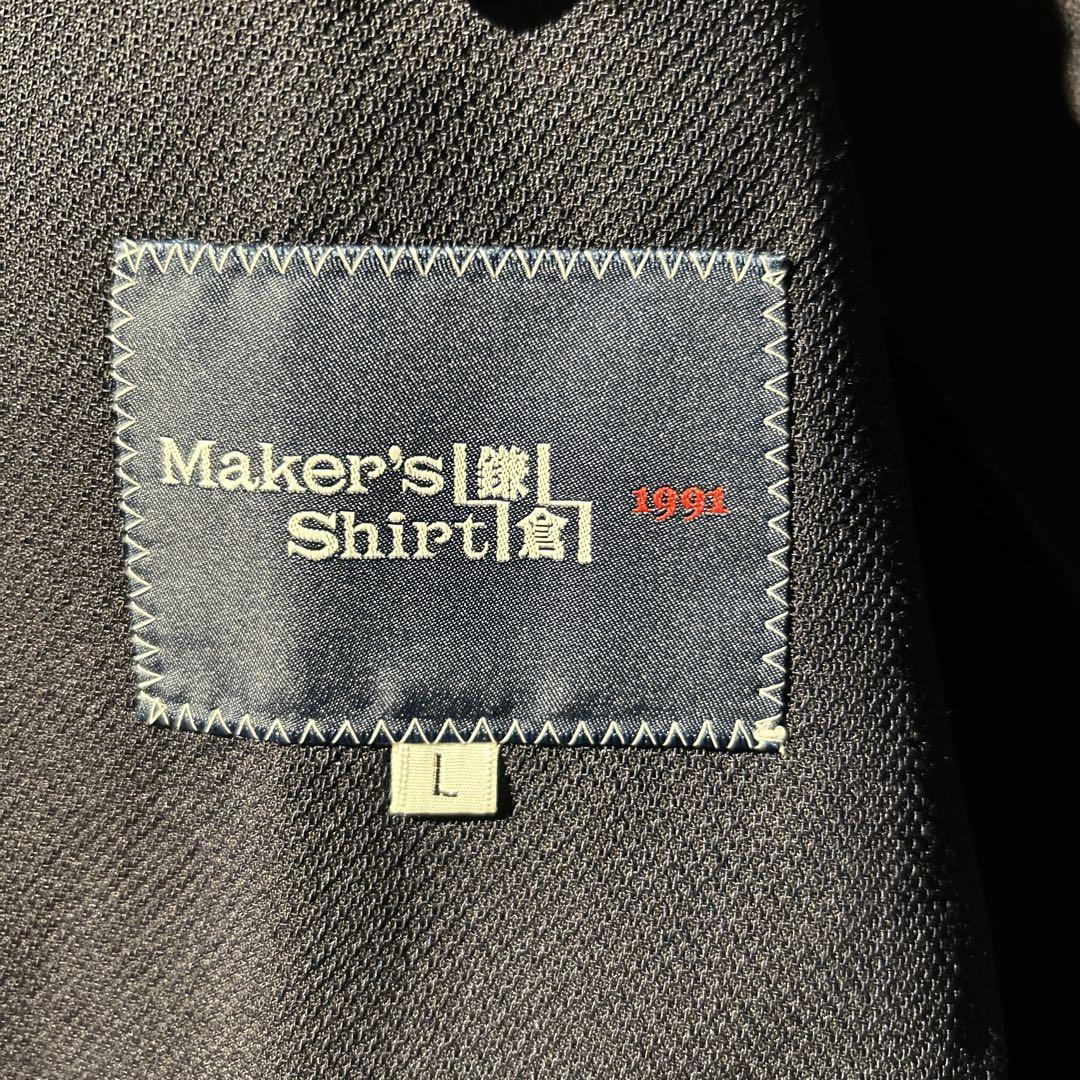 Maker's 鎌
Shirt 倉
1991
L